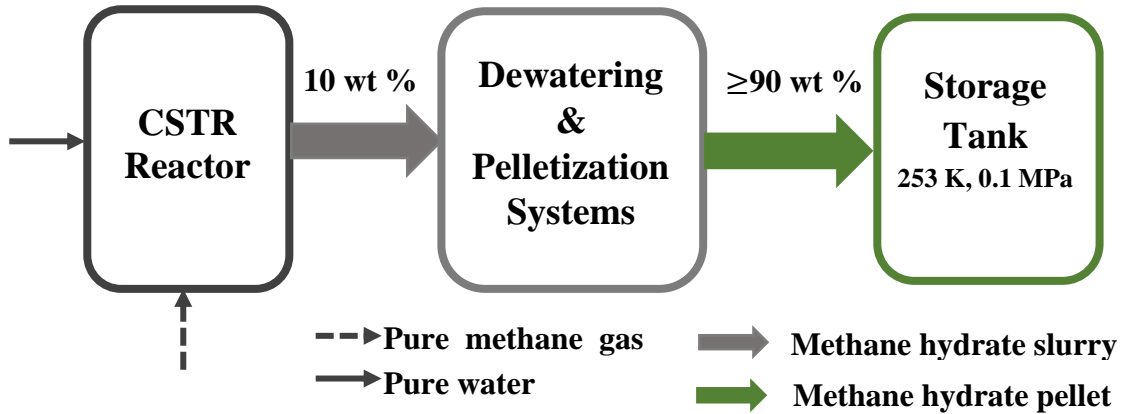 CSTR
Reactor
10 wt %
Dewatering
&
Pelletization
Systems
≥90 wt %
Storage
Tank
253 K, 0.1 MPa
Pure methane gas
Pure water
Methane hydrate slurry
Methane hydrate pellet